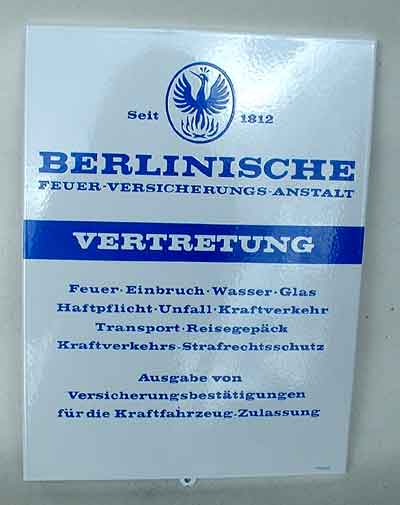 Seit 1812
BERLINISCHE
FEUER-VERSICHERUNGS-ANSTALT
VERTRETUNG
Feuer·Einbruch·Wasser·Glas
Haftpflicht·Unfall·Kraftverkehr
Transport·Reisegepäck
Kraftverkehrs-Strafrechtsschutz
Ausgabe von
Versicherungsbestätigungen
für die Kraftfahrzeug-Zulassung